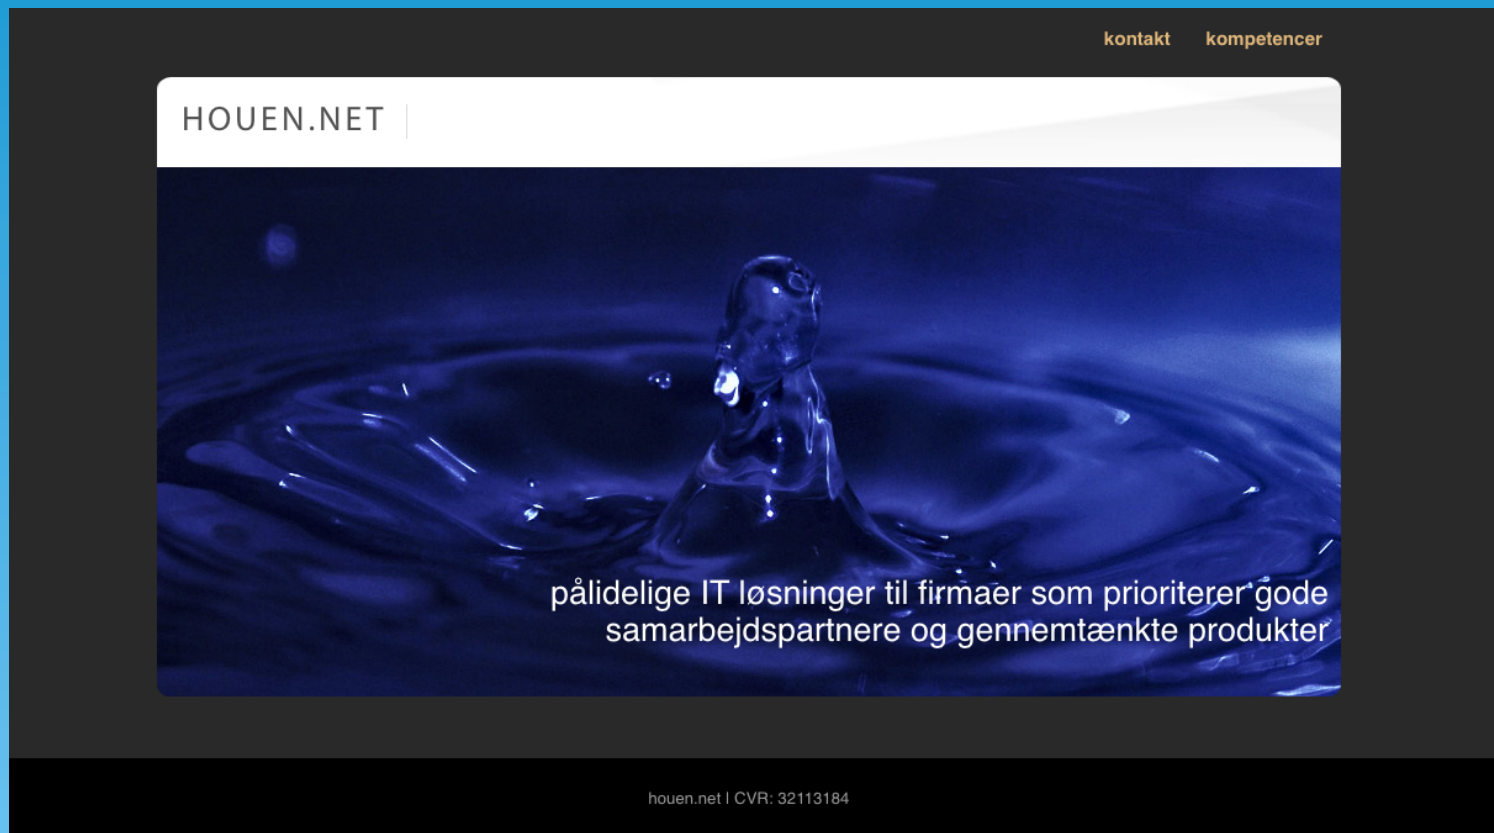 kontakt kompetencer
HOUEN.NET
pålidelige IT løsninger til firmaer som prioriterer gode
samarbejdspartnere og gennemtænkte produkter
houen.net | CVR: 32113184